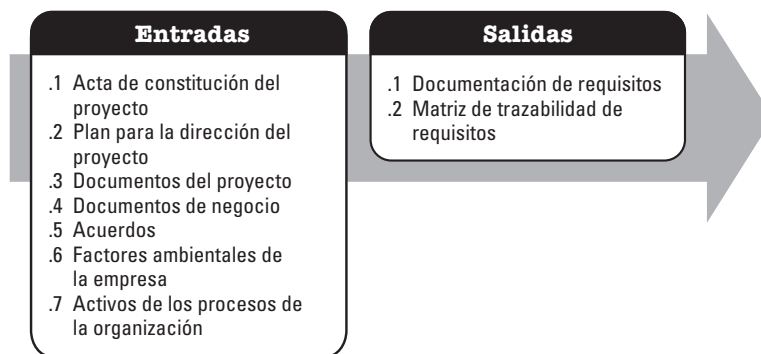 Entradas
.1 Acta de constitución del
proyecto
.2 Plan para la dirección del
proyecto
.3 Documentos del proyecto
.4 Documentos de negocio
.5 Acuerdos
.6 Factores ambientales de
la empresa
.7 Activos de los procesos de
la organización
Salidas
.1 Documentación de requisitos
.2 Matriz de trazabilidad de
requisitos